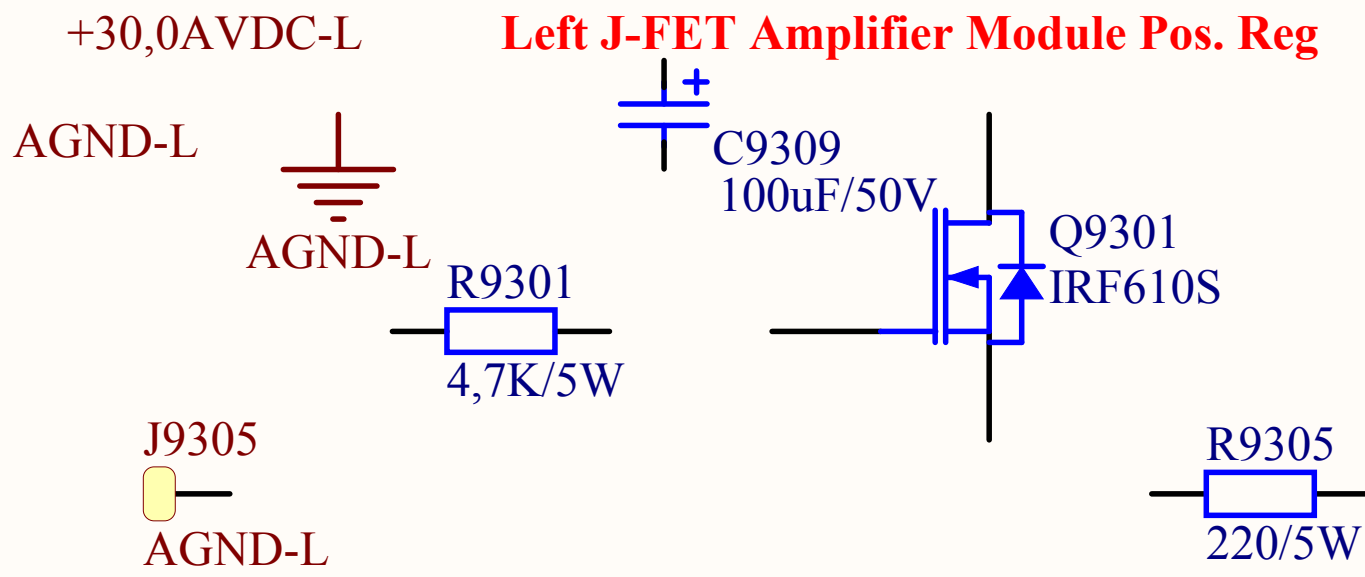 +30,0AVDC-L
Left J-FET Amplifier Module Pos. Reg
+
AGND-L
C9309
100uF/50V
AGND-L
Q9301
IRF610S
R9301
4,7K/5W
J9305
AGND-L
R9305
220/5W